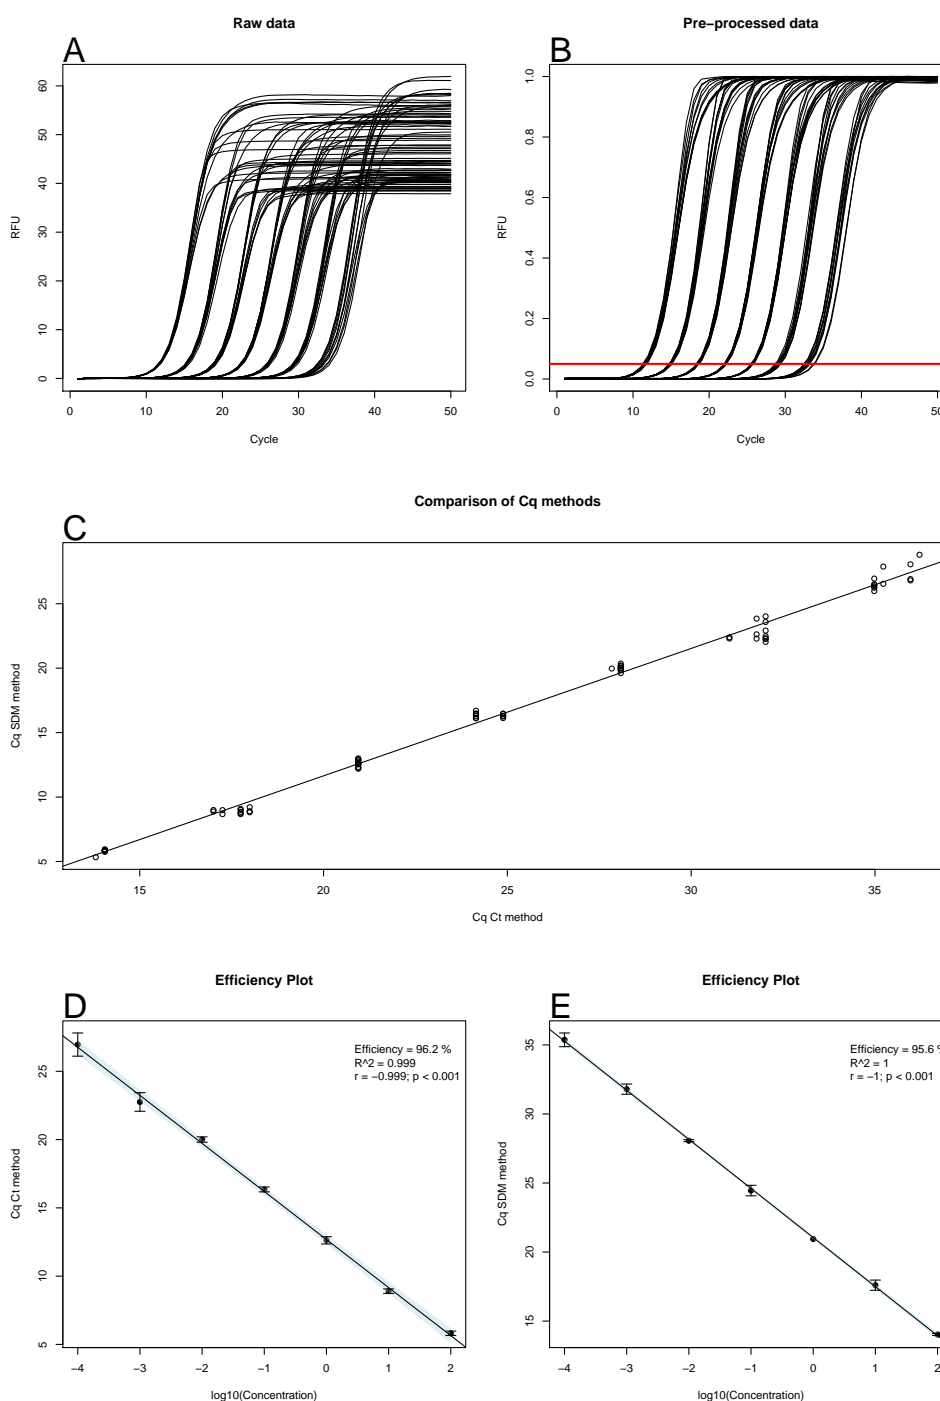 Raw data
A
RFU
0
10
20
30
40
50
60
0
10
20
30
40
50
Cycle
Pre−processed data
B
RFU
0.0
0.2
0.4
0.6
0.8
1.0
0
10
20
30
40
50
Cycle
Comparison of Cq methods
C
Cq SDM method
5
10
15
20
25
15
20
25
30
35
Cq Ct method
Efficiency Plot
D
Efficiency = 96.2 %
R^2 = 0.999
r = −0.999; p < 0.001
Cq Ct method
5
10
15
20
25
−4
−3
−2
−1
0
1
2
log10(Concentration)
Efficiency Plot
E
Efficiency = 95.6 %
R^2 = 1
r = −1; p < 0.001
Cq SDM method
15
20
25
30
35
−4
−3
−2
−1
0
1
2
log10(Concentration)